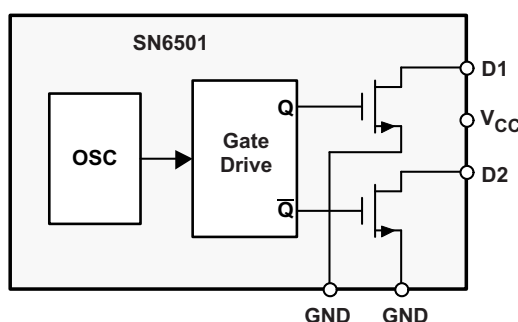 SN6501
OSC
Gate
Drive
Q
Q̅
D1
VCC
D2
GND GND